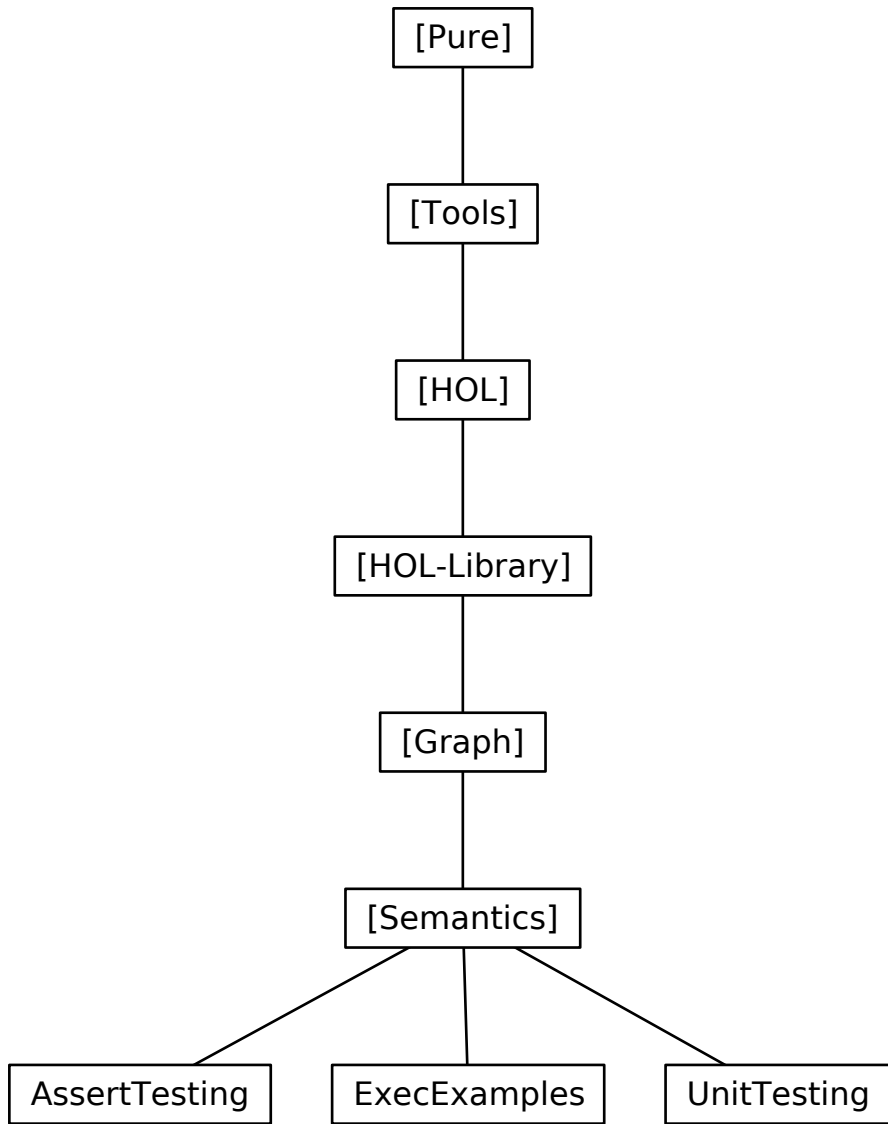 [Pure]
[Tools]
[HOL]
[HOL-Library]
[Graph]
[Semantics]
AssertTesting
ExecExamples
UnitTesting